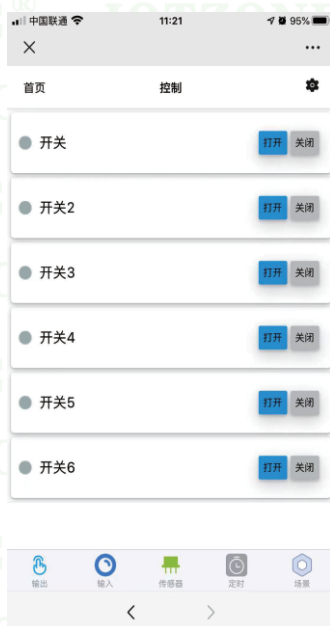 中国联通 11:21 95%
首页 控制
开关 打开 关闭
开关2 打开 关闭
开关3 打开 关闭
开关4 打开 关闭
开关5 打开 关闭
开关6 打开 关闭
输出 输入 传感器 定时 场景